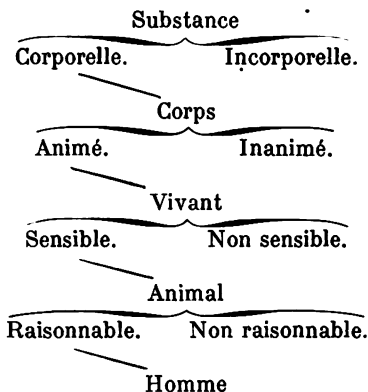 Substance
Corporelle. Incorporelle.
Corps
Animé. Inanimé.
Vivant
Sensible. Non sensible.
Animal
Raisonnable. Non raisonnable.
Homme